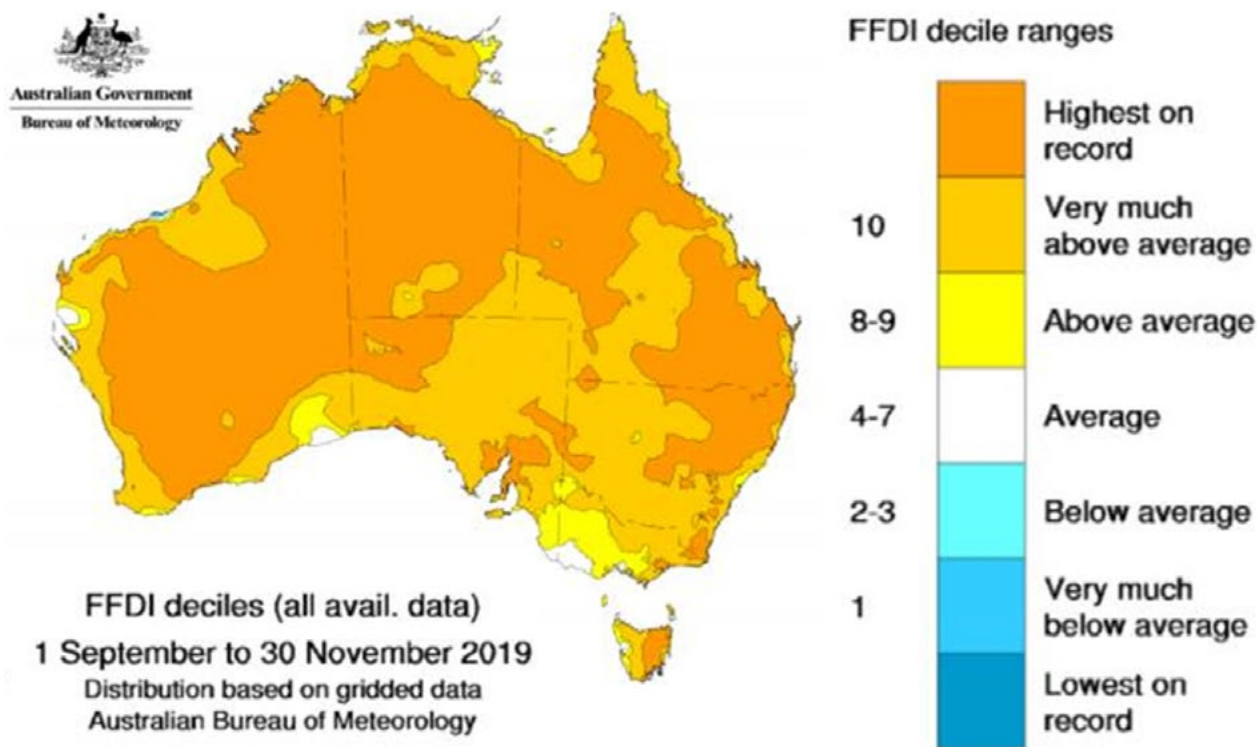 Australian Government
Bureau of Meteorology
FFDI decile ranges
Highest on
record
10
Very much
above average
8-9
Above average
4-7
Average
2-3
Below average
1
Very much
below average
Lowest on
record
FFDI deciles (all avail. data)
1 September to 30 November 2019
Distribution based on gridded data
Australian Bureau of Meteorology